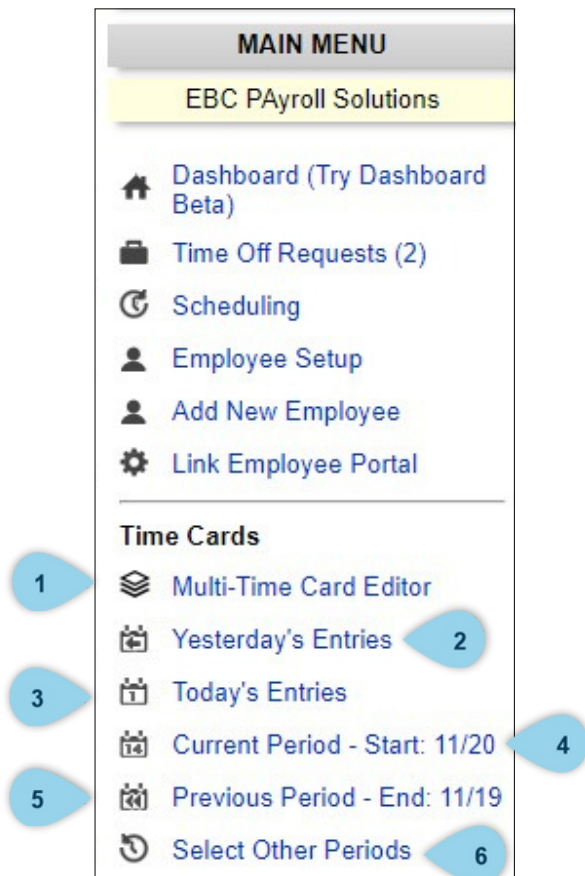 MAIN MENU
EBC PAyroll Solutions
Dashboard (Try Dashboard
Beta)
Time Off Requests (2)
Scheduling
Employee Setup
Add New Employee
Link Employee Portal
Time Cards
1 Multi-Time Card Editor
Yesterday's Entries 2
3 1 Today's Entries
14 Current Period - Start: 11/20 4
5 Previous Period - End: 11/19
Select Other Periods 6